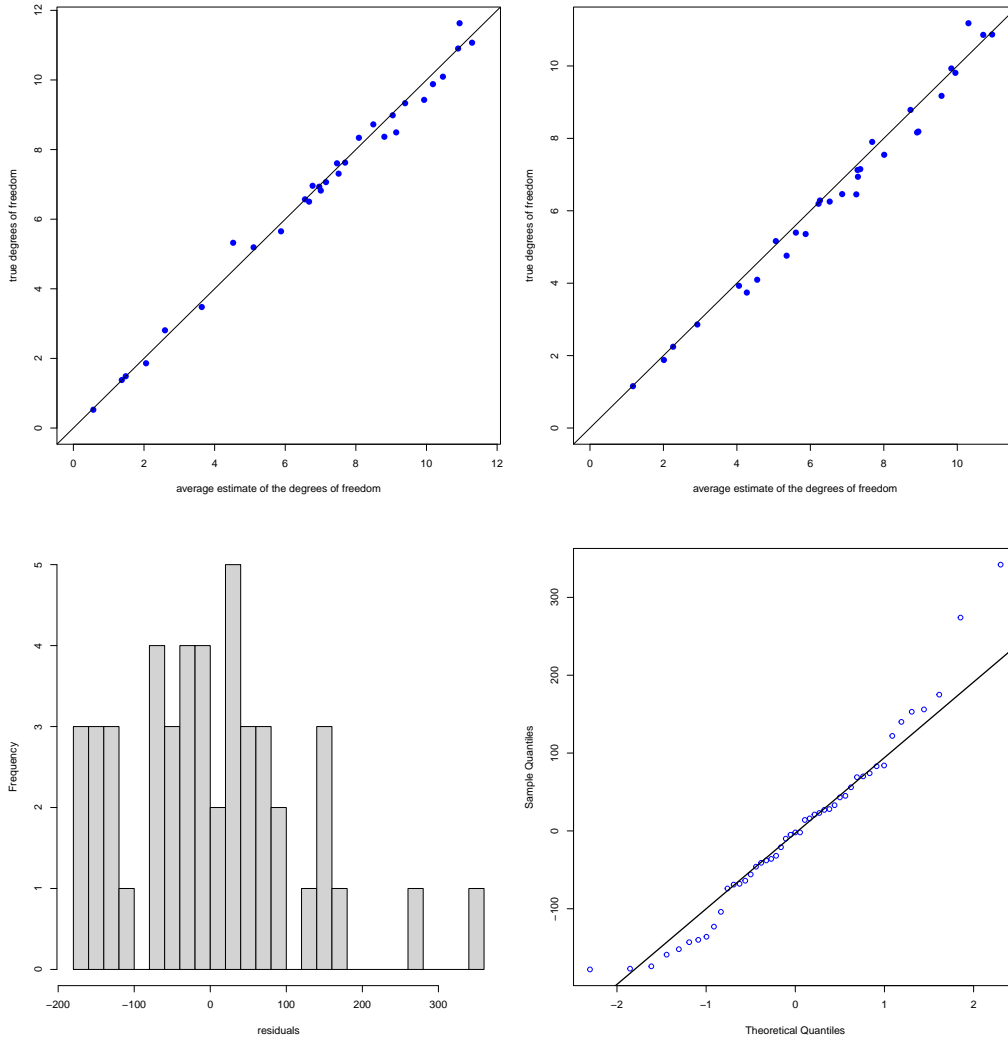 12
10
8
6
4
2
0
true degrees of freedom
0 2 4 6 8 10 12
average estimate of the degrees of freedom
10
8
6
4
2
0
true degrees of freedom
0 2 4 6 8 10
average estimate of the degrees of freedom
5
4
3
2
1
0
Frequency
−200 −100 0 100 200 300
residuals
300
200
100
0
−100
Sample Quantiles
−2 −1 0 1 2
Theoretical Quantiles